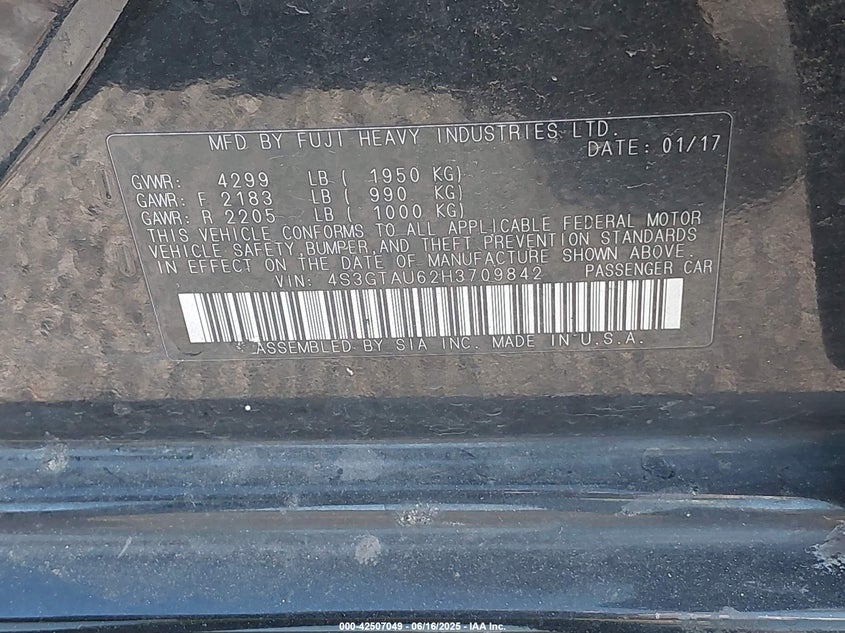 MFD BY FUJI HEAVY INDUSTRIES LTD.
DATE: 01/17
GVWR: 4299 LB ( 1950 KG)
GAWR: F 2183 LB ( 990 KG)
GAWR: R 2205 LB ( 1000 KG)
THIS VEHICLE CONFORMS TO ALL APPLICABLE FEDERAL MOTOR
VEHICLE SAFETY, BUMPER, AND THEFT PREVENTION STANDARDS
IN EFFECT ON THE DATE OF MANUFACTURE SHOWN ABOVE.
VIN: 4S3GTAU62H3709842 PASSENGER CAR
ASSEMBLED BY SIA INC. MADE IN U.S.A.
000-42507049 - 06/16/2025 - IAA Inc.